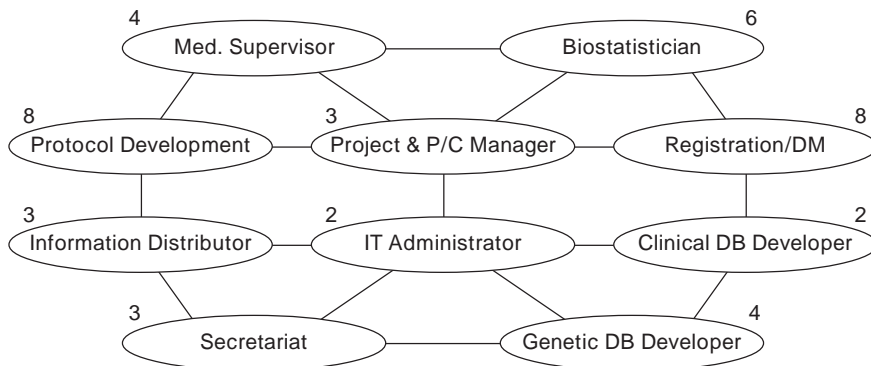 4 6
Med. Supervisor Biostatistician
8 3 8
Protocol Development Project & P/C Manager Registration/DM
3 2 2
Information Distributor IT Administrator Clinical DB Developer
3 4
Secretariat Genetic DB Developer